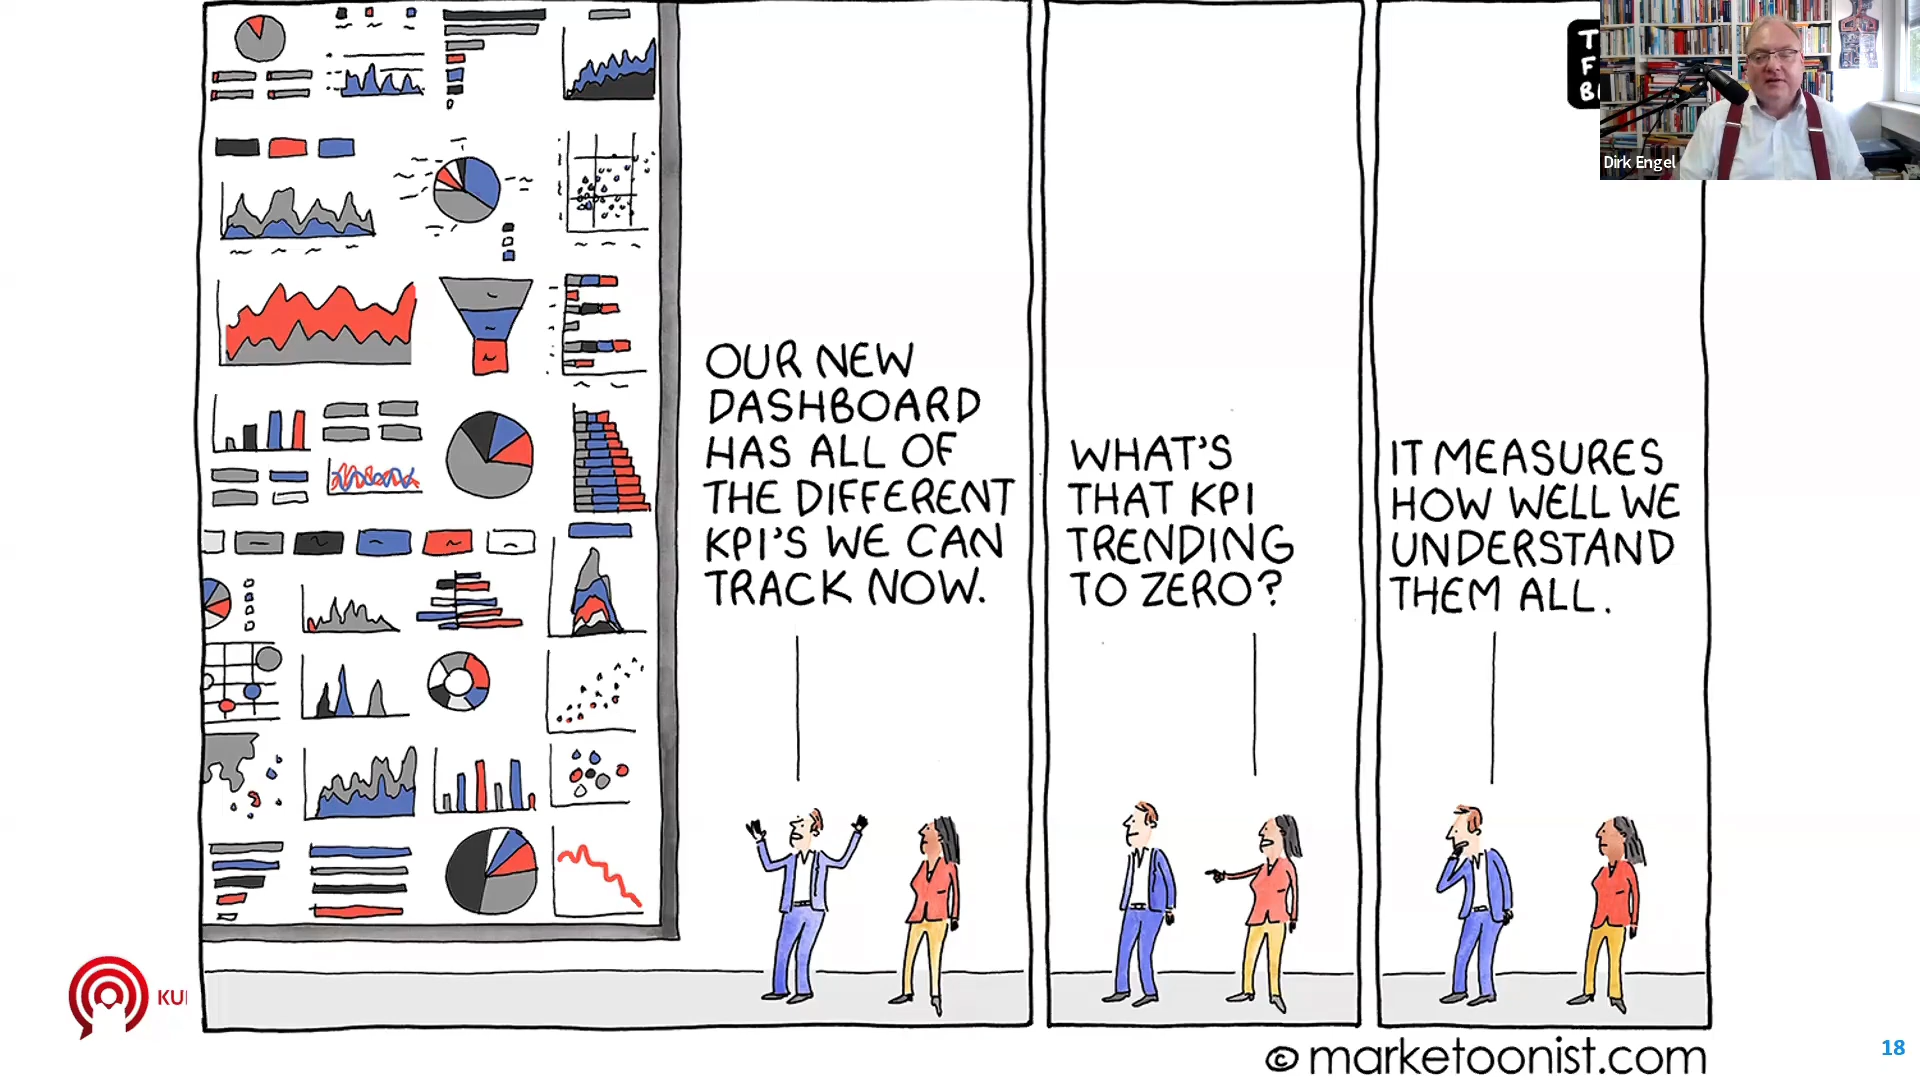 OUR NEW
DASHBOARD
HAS ALL OF
THE DIFFERENT
KPI'S WE CAN
TRACK NOW.
WHAT'S
THAT KPI
TRENDING
TO ZERO?
IT MEASURES
HOW WELL WE
UNDERSTAND
THEM ALL.
Dirk Engel
© marketoonist.com
18